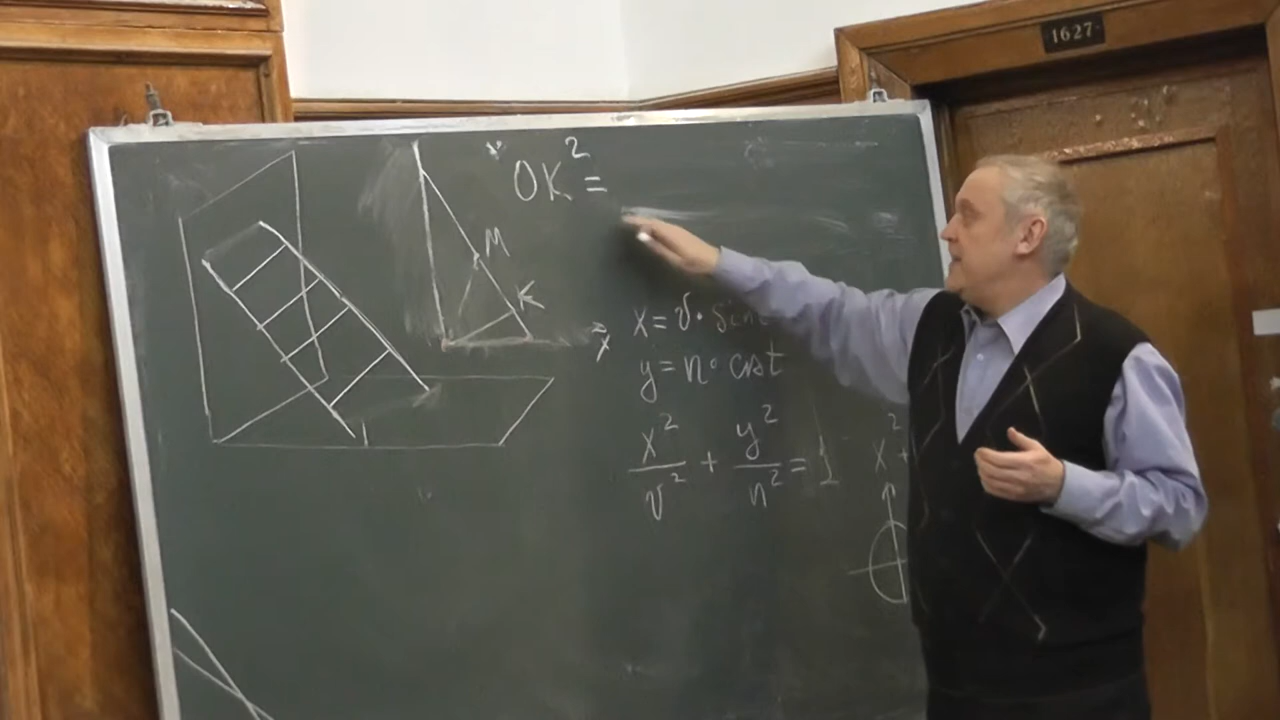 1627
OK² =
M
K
x
x = v · sin t
y = n · cos t
x²/v² + y²/n² = 1
x² +